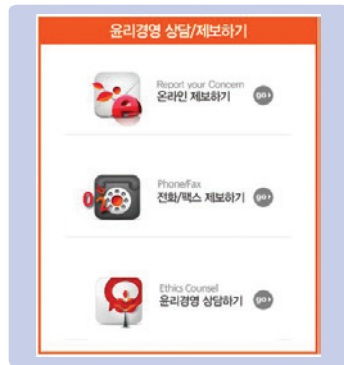 윤리경영 상담/제보하기
Report your Concern
온라인 제보하기
go
Phone/Fax
전화/팩스 제보하기
go
Ethics Counsel
윤리경영 상담하기
go